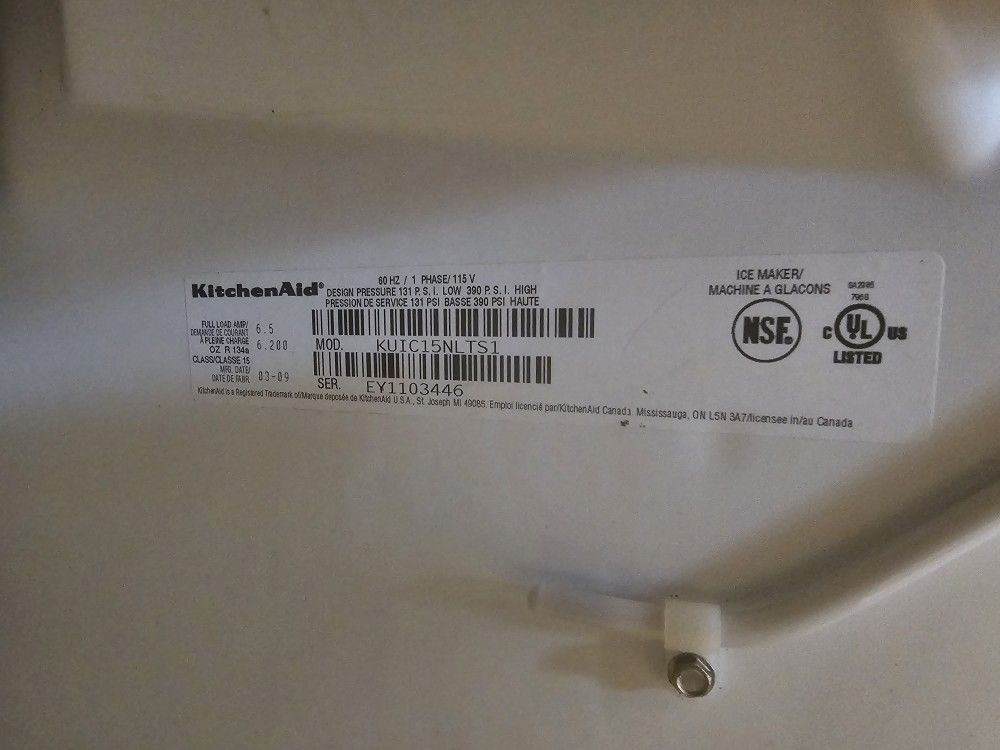 KitchenAid®
60 HZ / 1 PHASE/ 115 V
DESIGN PRESSURE 131 P. S. I. LOW 390 P. S. I. HIGH
PRESSION DE SERVICE 131 PSI BASSE 390 PSI HAUTE
ICE MAKER/
MACHINE A GLACONS
FULL LOAD AMP/
DEMANDE DE COURANT
A PLEINE CHARGE
6.5
OZ R 134a 6.200
CLASS/CLASSE 15
MFG. DATE/
DATE DE FABR. 03-09
MOD. KUIC15NLTS1
SER. EY1103446
NSF.
C UL US
LISTED
KitchenAid is a Registered Trademark of/Marque deposée de KitchenAid U.S.A., St. Joseph MI 49085. Emploi licencié par/KitchenAid Canada. Mississauga, ON L5N 3A7/licensee in/au Canada